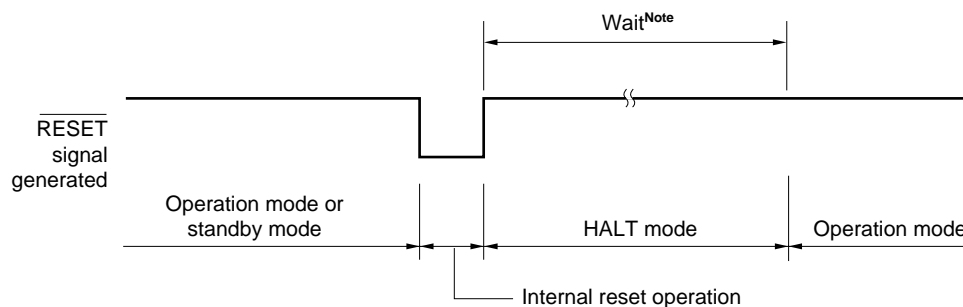 Wait Note
RESET
signal
generated
Operation mode or
standby mode
HALT mode
Operation mode
Internal reset operation